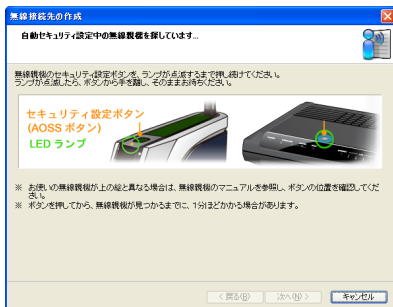 無線接続先の作成
自動セキュリティ設定中の無線親機を探しています...
無線親機のセキュリティ設定ボタンを、ランプが点滅するまで押し続けてください。
ランプが点滅したら、ボタンから手を離し、そのままお待ちください。
セキュリティ設定ボタン
(AOSS ボタン)
LED ランプ
※ お使いの無線親機が上の絵と異なる場合は、無線親機のマニュアルを参照し、ボタンの位置を確認してくだ
さい。
※ ボタンを押してから、無線親機が見つかるまでに、1分ほどかかる場合があります。
< 戻る(B) 次へ(N) > キャンセル